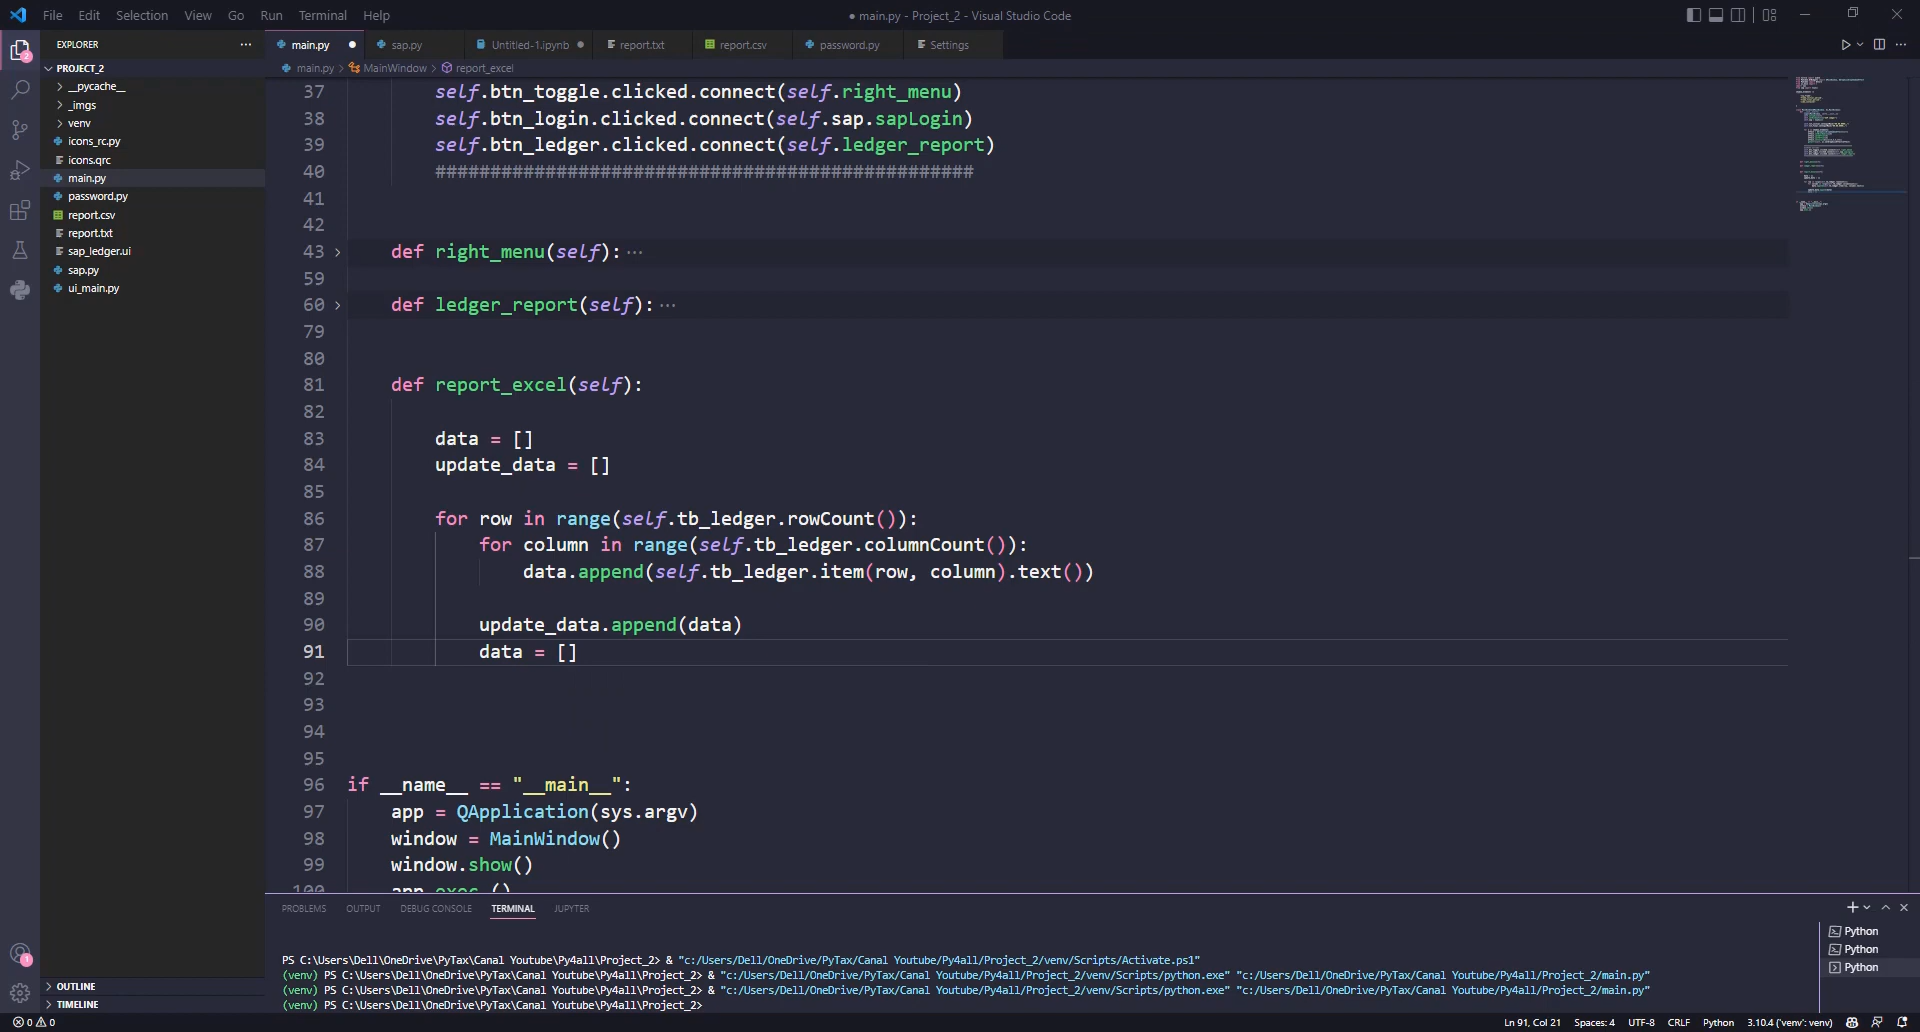 File Edit Selection View Go Run Terminal Help
● main.py - Project_2 - Visual Studio Code
EXPLORER
PROJECT_2
__pycache__
_imgs
venv
icons_rc.py
icons.qrc
main.py
password.py
report.csv
report.txt
sap_ledger.ui
sap.py
ui_main.py
OUTLINE
TIMELINE
main.py sap.py Untitled-1.ipynb report.txt report.csv password.py Settings
main.py > MainWindow > report_excel
37 self.btn_toggle.clicked.connect(self.right_menu)
38 self.btn_login.clicked.connect(self.sap.sapLogin)
39 self.btn_ledger.clicked.connect(self.ledger_report)
40 #################################################
41
42
43 def right_menu(self): ···
59
60 def ledger_report(self): ···
79
80
81 def report_excel(self):
82
83 data = []
84 update_data = []
85
86 for row in range(self.tb_ledger.rowCount()):
87 for column in range(self.tb_ledger.columnCount()):
88 data.append(self.tb_ledger.item(row, column).text())
89
90 update_data.append(data)
91 data = []
92
93
94
95
96 if __name__ == "__main__":
97 app = QApplication(sys.argv)
98 window = MainWindow()
99 window.show()
100 app.exec_()
PROBLEMS OUTPUT DEBUG CONSOLE TERMINAL JUPYTER
PS C:\Users\Dell\OneDrive\PyTax\Canal Youtube\Py4all\Project_2> & "c:/Users/Dell/OneDrive/PyTax/Canal Youtube/Py4all/Project_2/venv/Scripts/Activate.ps1"
(venv) PS C:\Users\Dell\OneDrive\PyTax\Canal Youtube\Py4all\Project_2> & "c:/Users/Dell/OneDrive/PyTax/Canal Youtube/Py4all/Project_2/venv/Scripts/python.exe" "c:/Users/Dell/OneDrive/PyTax/Canal Youtube/Py4all/Project_2/main.py"
(venv) PS C:\Users\Dell\OneDrive\PyTax\Canal Youtube\Py4all\Project_2> & "c:/Users/Dell/OneDrive/PyTax/Canal Youtube/Py4all/Project_2/venv/Scripts/python.exe" "c:/Users/Dell/OneDrive/PyTax/Canal Youtube/Py4all/Project_2/main.py"
(venv) PS C:\Users\Dell\OneDrive\PyTax\Canal Youtube\Py4all\Project_2>
Python
Python
Python
0 0 Ln 91, Col 21 Spaces: 4 UTF-8 CRLF Python 3.10.4 ('venv': venv)